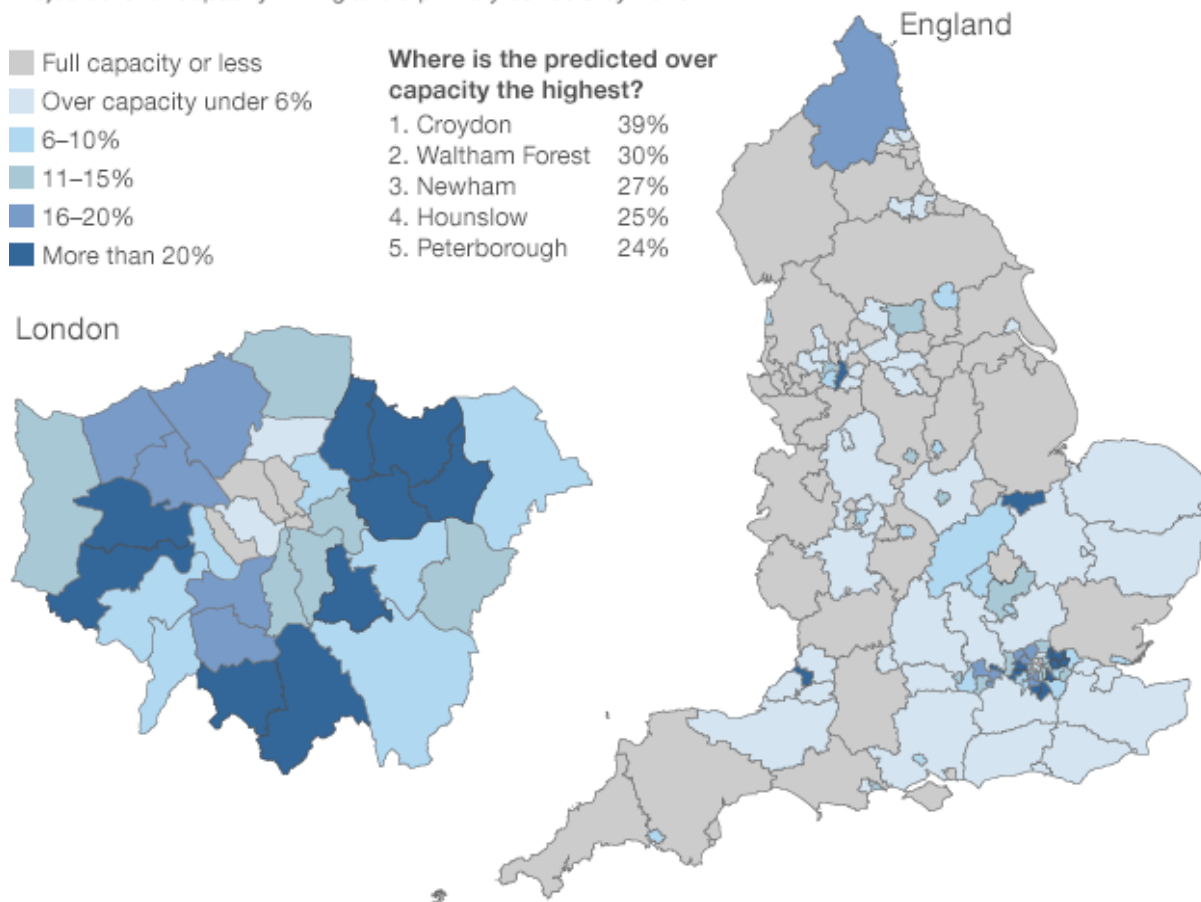 Full capacity or less
Over capacity under 6%
6–10%
11–15%
16–20%
More than 20%
Where is the predicted over
capacity the highest?
1. Croydon 39%
2. Waltham Forest 30%
3. Newham 27%
4. Hounslow 25%
5. Peterborough 24%
England
London